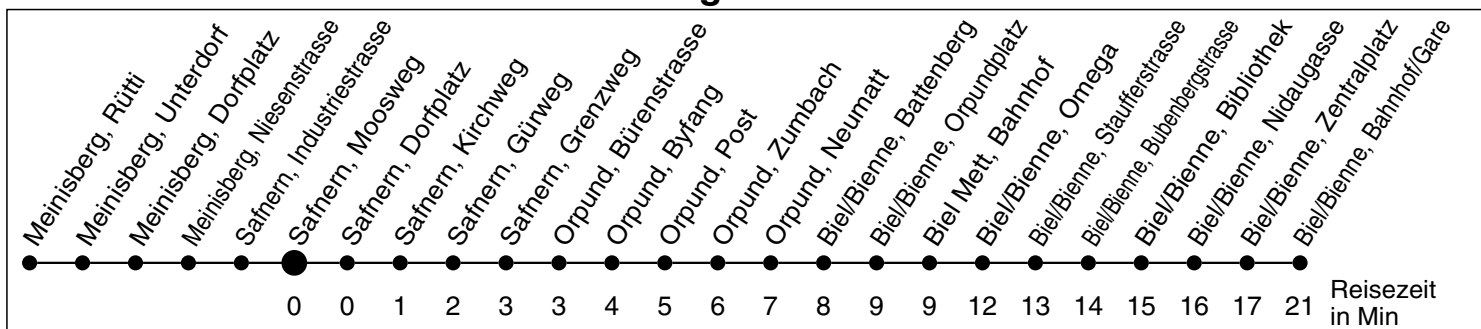 Meinisberg, Rütti
Meinisberg, Unterdorf
Meinisberg, Dorfplatz
Meinisberg, Niesenstrasse
Safnern, Industriestrasse
Safnern, Moosweg
Safnern, Dorfplatz
Safnern, Kirchweg
Safnern, Gürweg
Safnern, Grenzweg
Orpund, Bürenstrasse
Orpund, Byfang
Orpund, Post
Orpund, Zumbach
Orpund, Neumatt
Biel/Bienne, Battenberg
Biel/Bienne, Orpundplatz
Biel Mett, Bahnhof
Biel/Bienne, Omega
Biel/Bienne, Staufferstrasse
Biel/Bienne, Bubenbergstrasse
Biel/Bienne, Bibliothek
Biel/Bienne, Nidaugasse
Biel/Bienne, Zentralplatz
Biel/Bienne, Bahnhof/Gare
0 0 1 2 3 3 4 5 6 7 8 9 9 12 13 14 15 16 17 21
Reisezeit
in Min